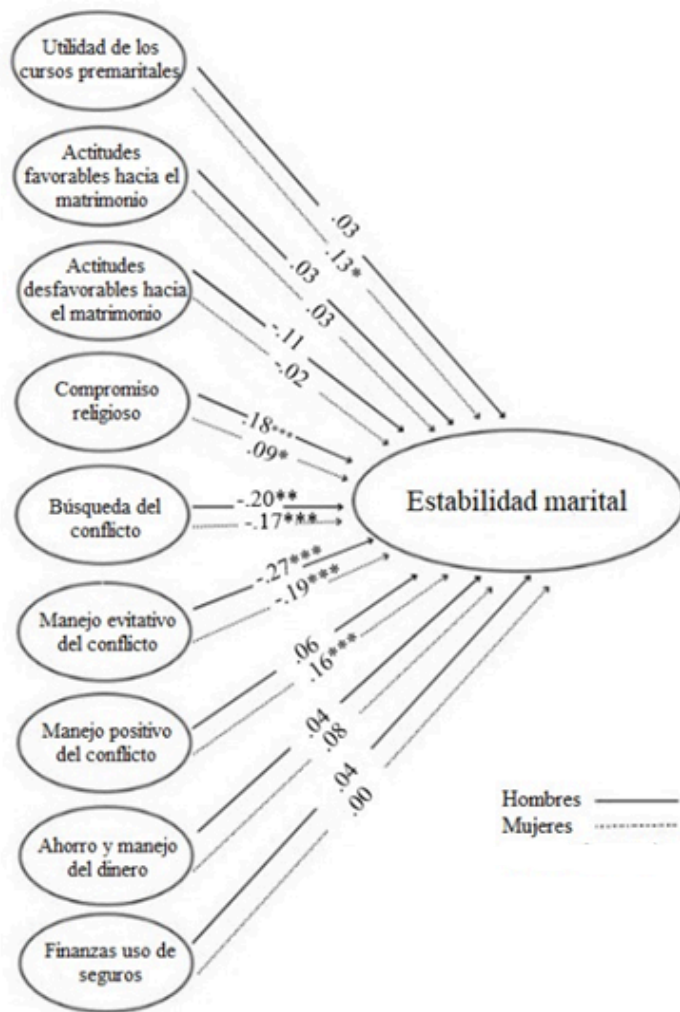 Utilidad de los
cursos premaritales
Actitudes
favorables hacia el
matrimonio
Actitudes
desfavorables hacia
el matrimonio
Compromiso
religioso
Búsqueda del
conflicto
Manejo evitativo
del conflicto
Manejo positivo
del conflicto
Ahorro y manejo
del dinero
Finanzas uso de
seguros
.03
.13*
.03
.03
-.11
-.02
.18***
.09*
-.20**
-.17***
-.27***
-.19***
.06
.16***
.04
.08
.04
.00
Estabilidad marital
Hombres
Mujeres